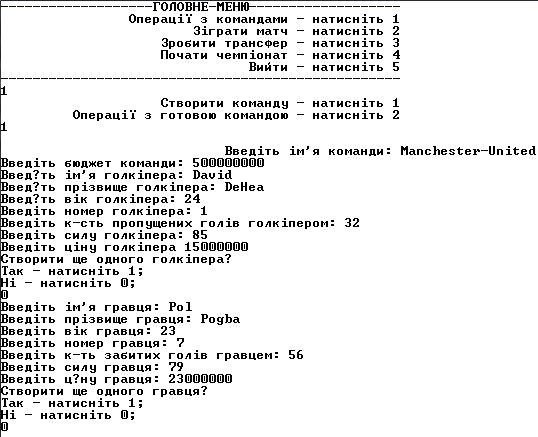 -------------------ГОЛОВНЕ-МЕНЮ-------------------
Операції з командами - натисніть 1
Зіграти матч - натисніть 2
Зробити трансфер - натисніть 3
Почати чемпіонат - натисніть 4
Вийти - натисніть 5
--------------------------------------------------
1
Створити команду - натисніть 1
Операції з готовою командою - натисніть 2
1
Введіть ім'я команди: Manchester-United
Введіть бюджет команди: 500000000
Введ?ть ім'я голкіпера: David
Введ?ть прізвище голкіпера: DeHea
Введ?ть вік голкіпера: 24
Введіть номер голкіпера: 1
Введіть к-сть пропущених голів голкіпером: 32
Введіть силу голкіпера: 85
Введіть ціну голкіпера 15000000
Створити ще одного голкіпера?
Так - натисніть 1;
Ні - натисніть 0;
0
Введіть ім'я гравця: Pol
Введіть прізвище гравця: Pogba
Введіть вік гравця: 23
Введіть номер гравця: 7
Введіть к-ть забитих голів гравцем: 56
Введіть силу гравця: 79
Введіть ц?ну гравця: 23000000
Створити ще одного гравця?
Так - натисніть 1;
Ні - натисніть 0;
0